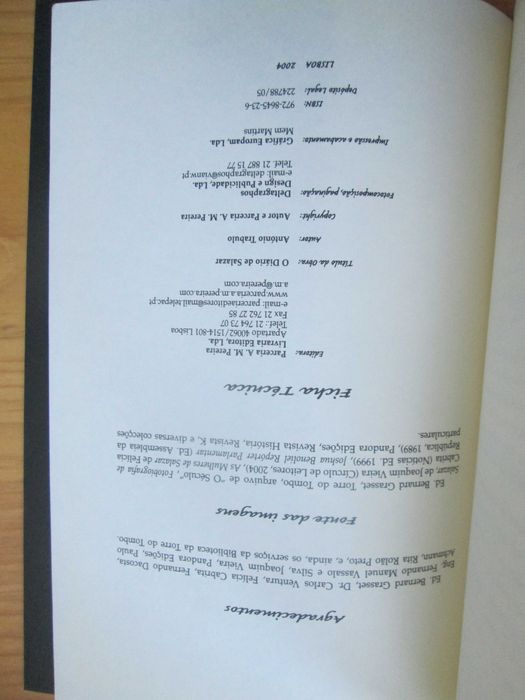 Agradecimentos
Ed. Bernard Grasset, Dr. Carlos Ventura, Felícia Cabrita, Fernando Dacosta,
Eng. Fernando Manuel Vassalo e Silva, Joaquim Vieira, Pandora Edições, Paulo
Achmann, Rita Rolão Preto, e, ainda, os serviços da Biblioteca da Torre do Tombo.
Fonte das imagens
Ed. Bernard Grasset, Torre do Tombo, arquivo de "O Século", Fotobiografia de
Salazar, de Joaquim Vieira (Círculo de Leitores, 2004), As Mulheres de Salazar de Felícia
Cabrita (Notícias Ed. 1999), Joshua Benoliel Repórter Parlamentar (Ed. Assembleia da
República, 1989), Pandora Edições, Revista História, Revista K, e diversas colecções
particulares.
Ficha Técnica
Editora: Parceria A. M. Pereira
Livraria Editora, Lda.
Apartado 40062/1514-801 Lisboa
Telef.: 21 764 73 07
Fax 21 762 27 85
e-mail: parceriaeditores@mail.telepac.pt
www.parceria.a.m.pereira.com
a.m@pereira.com
Título da Obra: O Diário de Salazar
Autor: António Trabulo
Copyright: Autor e Parceria A. M. Pereira
Fotocomposição, paginação: Deltagraphos
Design e Publicidade, Lda.
e-mail: deltagraphos@vianw.pt
Telef. 21 887 15 77
Impressão e acabamento: Gráfica Europam, Lda.
Mem Martins
ISBN: 972-8645-23-6
Depósito Legal: 224788/05
LISBOA 2004